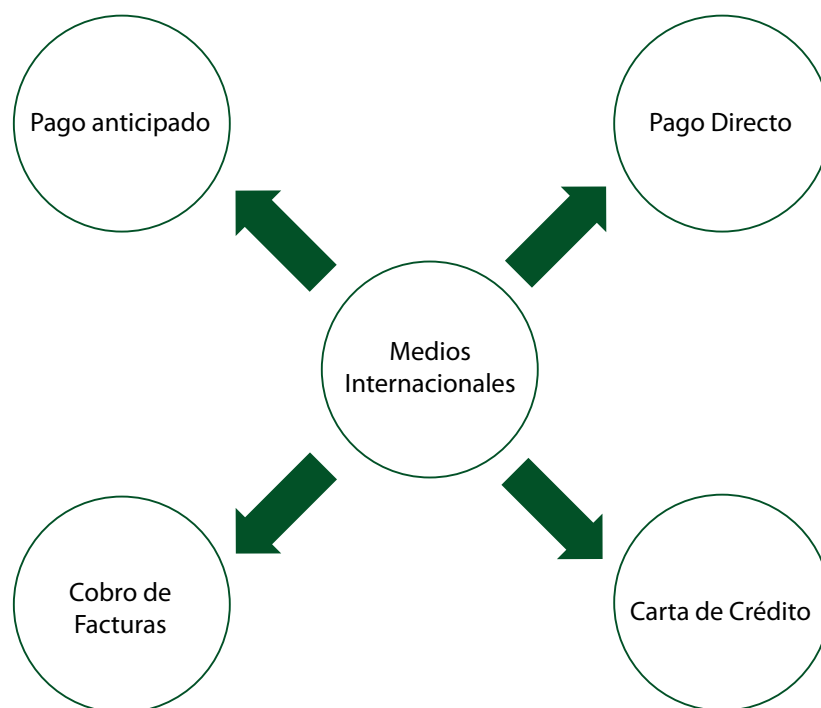 Pago anticipado
Pago Directo
Medios
Internacionales
Cobro de
Facturas
Carta de Crédito